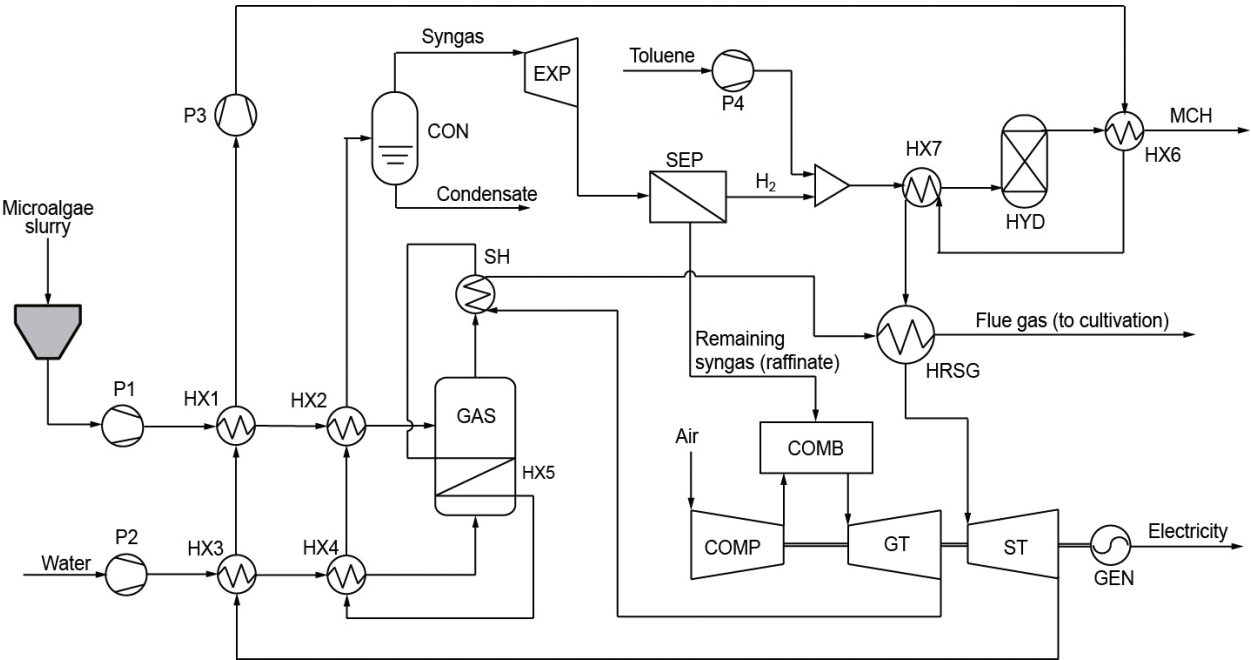 Syngas
EXP
Toluene
P4
P3
CON
MCH
HX6
HX7
SEP
H2
Condensate
HYD
Microalgae
slurry
SH
Flue gas (to cultivation)
Remaining
syngas (raffinate)
HRSG
P1
HX1
HX2
GAS
Air
COMB
HX5
P2
HX3
HX4
Water
COMP
GT
ST
Electricity
GEN